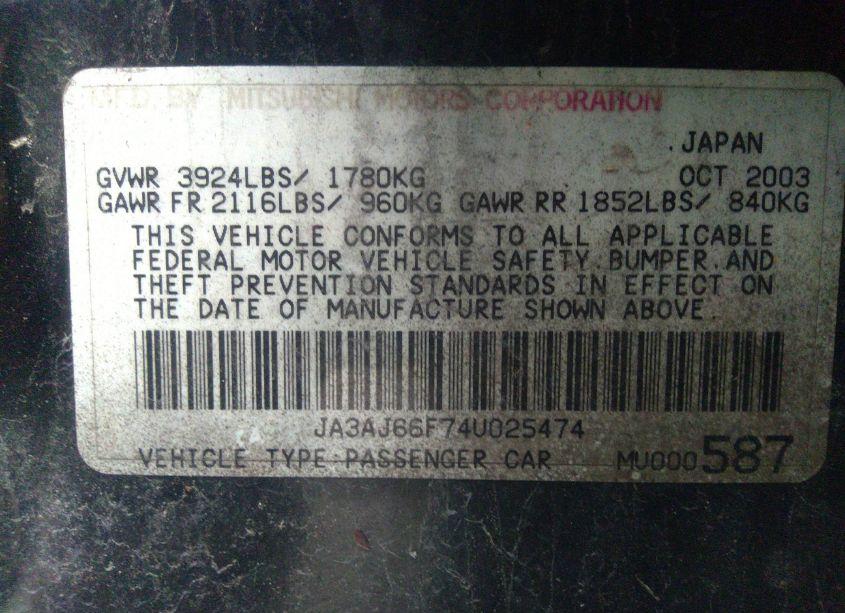 MFD. BY MITSUBISHI MOTORS CORPORATION
JAPAN
GVWR 3924LBS/ 1780KG OCT 2003
GAWR FR 2116LBS/ 960KG GAWR RR 1852LBS/ 840KG
THIS VEHICLE CONFORMS TO ALL APPLICABLE
FEDERAL MOTOR VEHICLE SAFETY, BUMPER, AND
THEFT PREVENTION STANDARDS IN EFFECT ON
THE DATE OF MANUFACTURE SHOWN ABOVE.
JA3AJ66F74U025474
VEHICLE TYPE-PASSENGER CAR MU000587